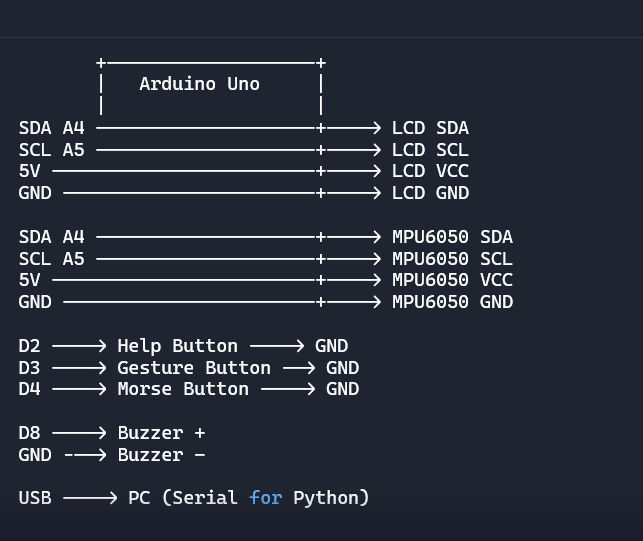 +———————————————————+
|   Arduino Uno     |
|                   |
SDA A4 ————————————————————+————> LCD SDA
SCL A5 ————————————————————+————> LCD SCL
5V ————————————————————————+————> LCD VCC
GND ———————————————————————+————> LCD GND
SDA A4 ————————————————————+————> MPU6050 SDA
SCL A5 ————————————————————+————> MPU6050 SCL
5V ————————————————————————+————> MPU6050 VCC
GND ———————————————————————+————> MPU6050 GND
D2 ————> Help Button ————> GND
D3 ————> Gesture Button ——> GND
D4 ————> Morse Button ————> GND
D8 ————> Buzzer +
GND ---> Buzzer -
USB ————> PC (Serial for Python)